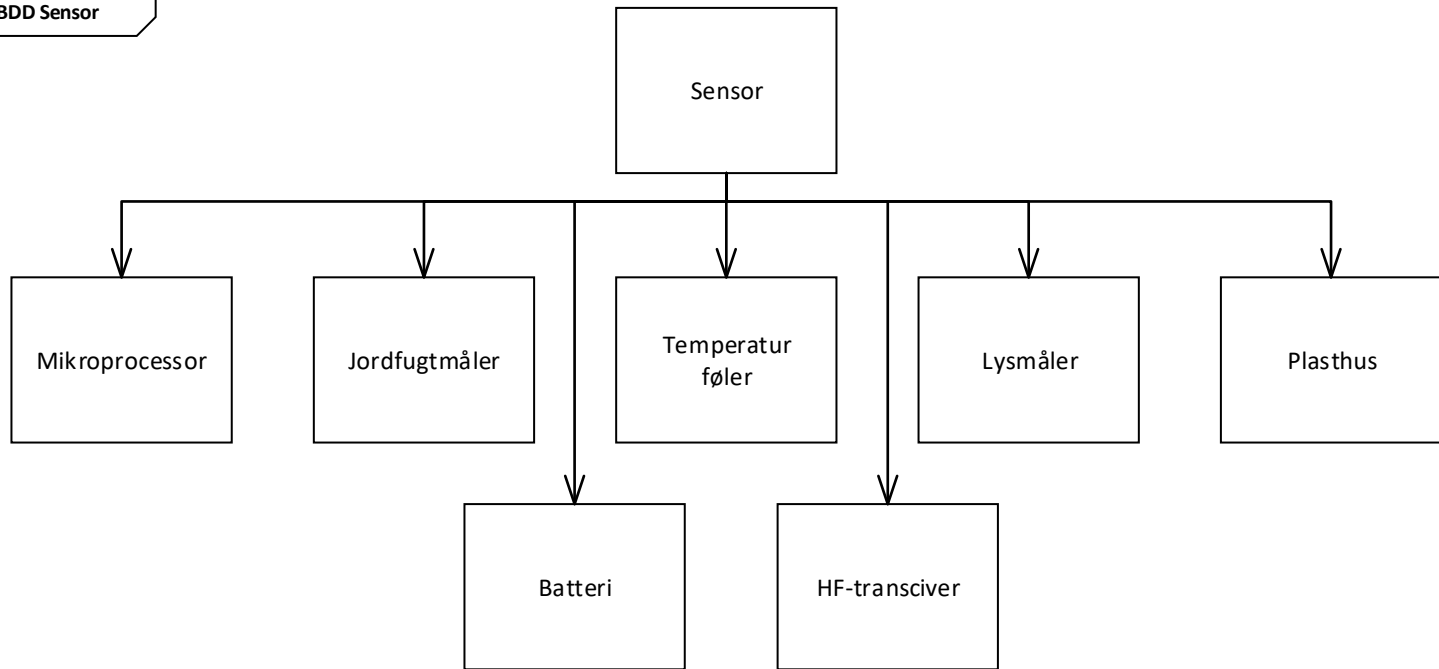 BDD Sensor
Sensor
Mikroprocessor
Jordfugtmåler
Temperatur
føler
Lysmåler
Plasthus
Batteri
HF-transciver